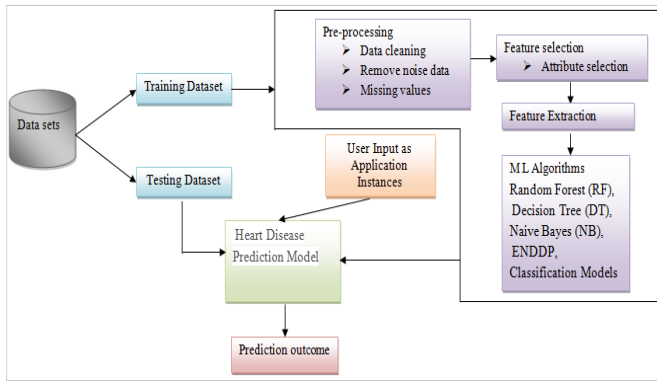 Pre-processing
Data cleaning
Remove noise data
Missing values
Feature selection
Attribute selection
Training Dataset
Data sets
Feature Extraction
User Input as
Application
Instances
ML Algorithms
Random Forest (RF),
Decision Tree (DT),
Naive Bayes (NB),
ENDDP,
Classification Models
Testing Dataset
Heart Disease
Prediction Model
Prediction outcome